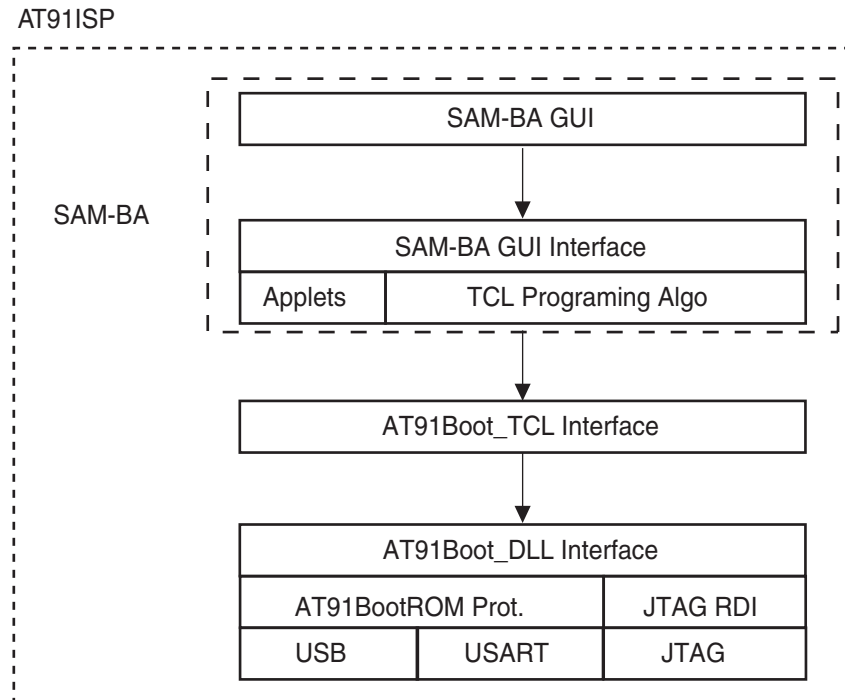 AT91ISP
SAM-BA GUI
SAM-BA
SAM-BA GUI Interface
Applets
TCL Programing Algo
AT91Boot_TCL Interface
AT91Boot_DLL Interface
AT91BootROM Prot.
JTAG RDI
USB
USART
JTAG